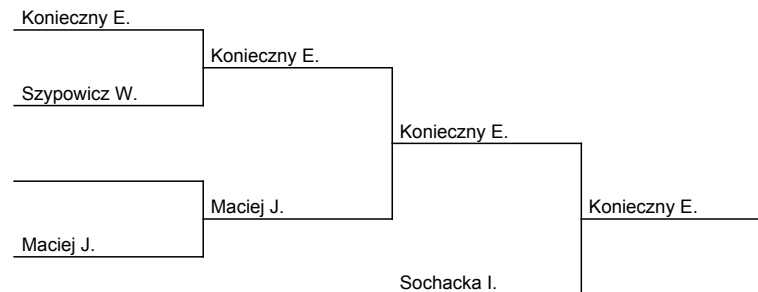 Konieczny E.
Konieczny E.
Szypowicz W.
Konieczny E.
Maciej J.
Konieczny E.
Maciej J.
Sochacka I.